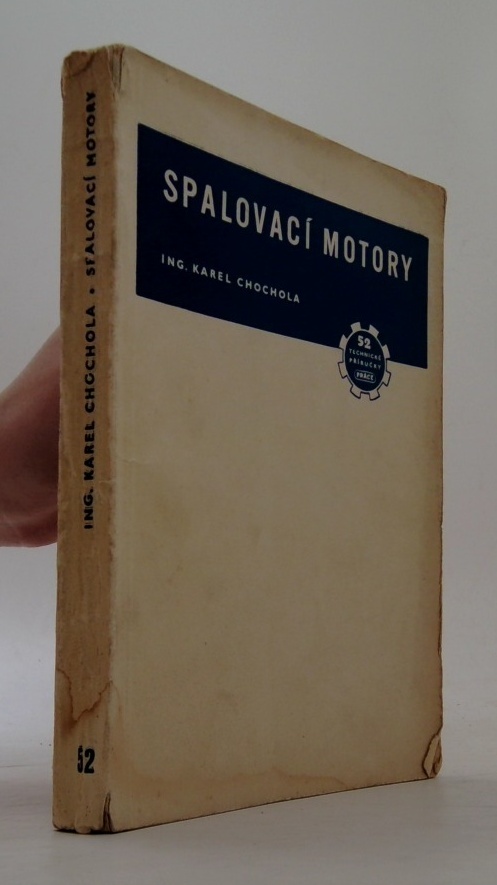 SPALOVACÍ MOTORY
ING. KAREL CHOCHOLA
52
TECHNICKÉ
PŘÍRUČKY
PRÁCE
ING. KAREL CHOCHOLA • SPALOVACÍ MOTORY
52